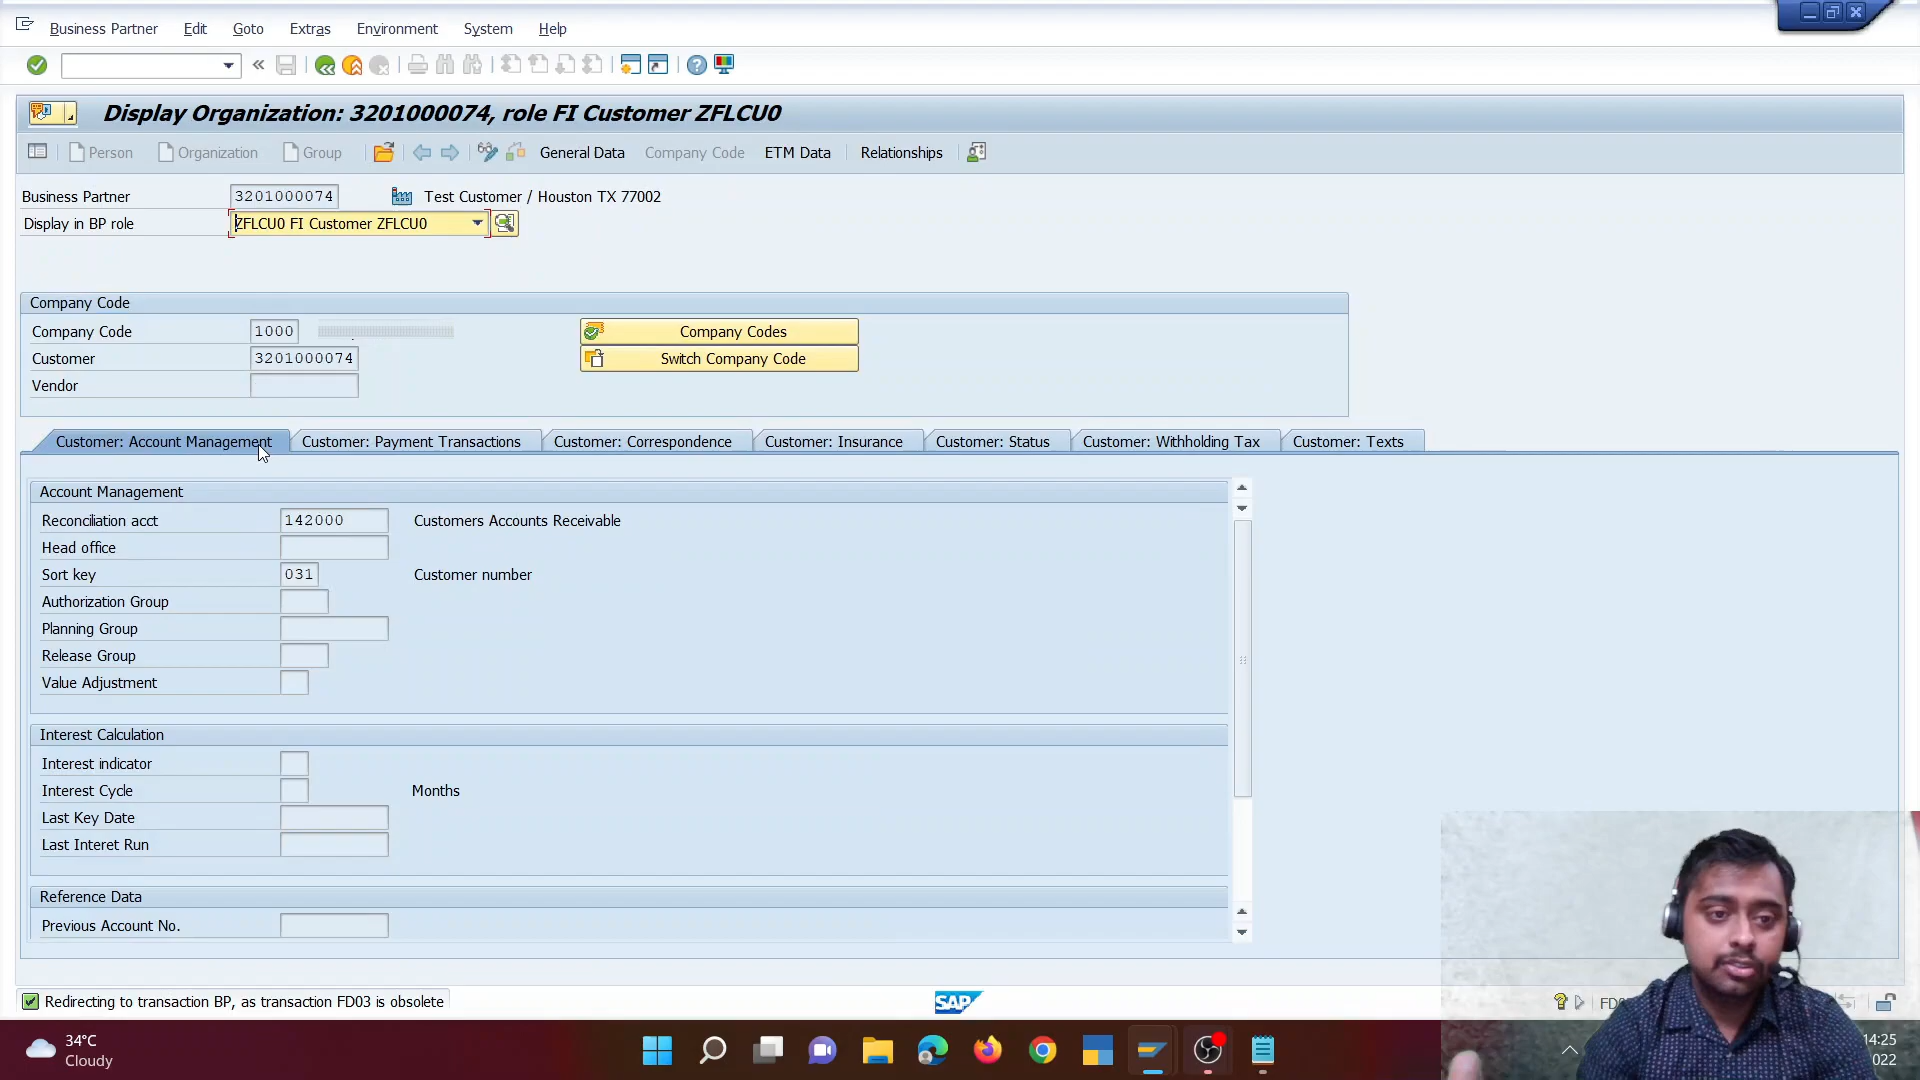 Business Partner Edit Goto Extras Environment System Help
Display Organization: 3201000074, role FI Customer ZFLCU0
Person Organization Group General Data Company Code ETM Data Relationships
Business Partner 3201000074 Test Customer / Houston TX 77002
Display in BP role ZFLCU0 FI Customer ZFLCU0
Company Code
Company Code 1000 Company Codes
Customer 3201000074 Switch Company Code
Vendor
Customer: Account Management Customer: Payment Transactions Customer: Correspondence Customer: Insurance Customer: Status Customer: Withholding Tax Customer: Texts
Account Management
Reconciliation acct 142000 Customers Accounts Receivable
Head office
Sort key 031 Customer number
Authorization Group
Planning Group
Release Group
Value Adjustment
Interest Calculation
Interest indicator
Interest Cycle Months
Last Key Date
Last Interet Run
Reference Data
Previous Account No.
Redirecting to transaction BP, as transaction FD03 is obsolete SAP
34°C
Cloudy
14:25